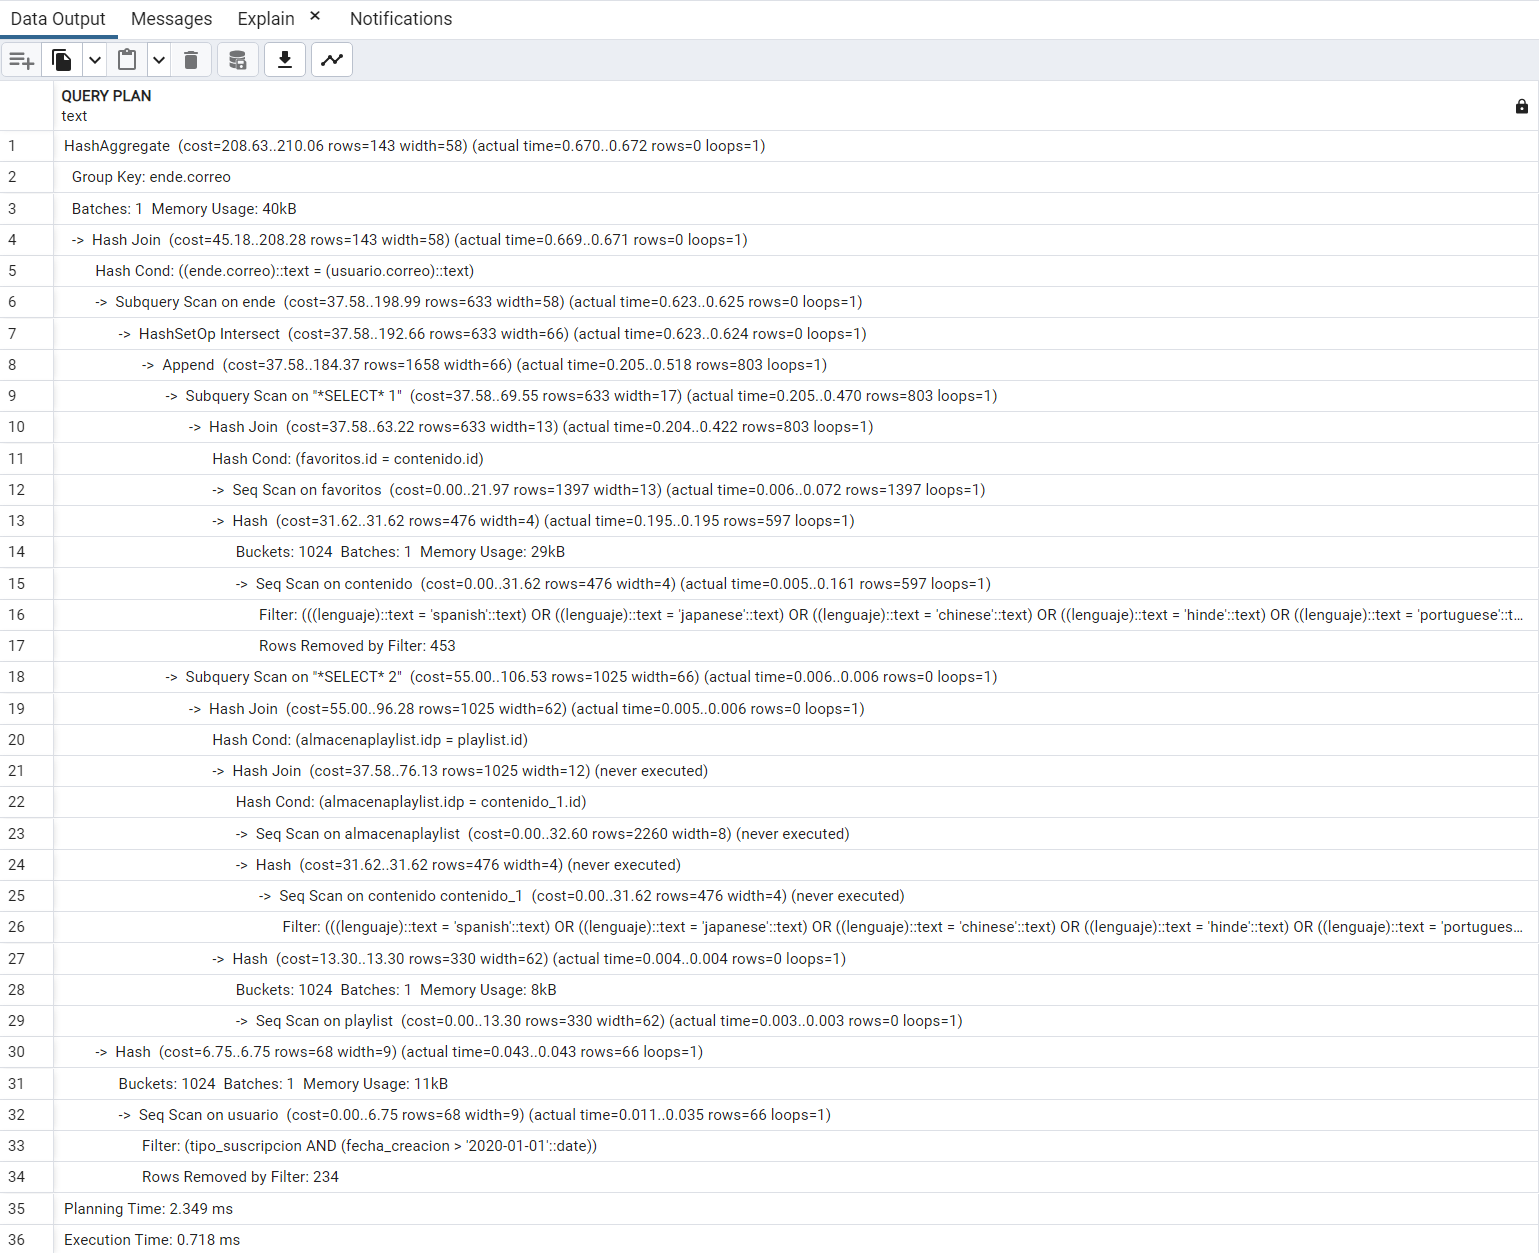 Data Output Messages Explain × Notifications
QUERY PLAN
text
1 HashAggregate (cost=208.63..210.06 rows=143 width=58) (actual time=0.670..0.672 rows=0 loops=1)
2 Group Key: ende.correo
3 Batches: 1 Memory Usage: 40kB
4 -> Hash Join (cost=45.18..208.28 rows=143 width=58) (actual time=0.669..0.671 rows=0 loops=1)
5 Hash Cond: ((ende.correo)::text = (usuario.correo)::text)
6 -> Subquery Scan on ende (cost=37.58..198.99 rows=633 width=58) (actual time=0.623..0.625 rows=0 loops=1)
7 -> HashSetOp Intersect (cost=37.58..192.66 rows=633 width=66) (actual time=0.623..0.624 rows=0 loops=1)
8 -> Append (cost=37.58..184.37 rows=1658 width=66) (actual time=0.205..0.518 rows=803 loops=1)
9 -> Subquery Scan on "*SELECT* 1" (cost=37.58..69.55 rows=633 width=17) (actual time=0.205..0.470 rows=803 loops=1)
10 -> Hash Join (cost=37.58..63.22 rows=633 width=13) (actual time=0.204..0.422 rows=803 loops=1)
11 Hash Cond: (favoritos.id = contenido.id)
12 -> Seq Scan on favoritos (cost=0.00..21.97 rows=1397 width=13) (actual time=0.006..0.072 rows=1397 loops=1)
13 -> Hash (cost=31.62..31.62 rows=476 width=4) (actual time=0.195..0.195 rows=597 loops=1)
14 Buckets: 1024 Batches: 1 Memory Usage: 29kB
15 -> Seq Scan on contenido (cost=0.00..31.62 rows=476 width=4) (actual time=0.005..0.161 rows=597 loops=1)
16 Filter: (((lenguaje)::text = 'spanish'::text) OR ((lenguaje)::text = 'japanese'::text) OR ((lenguaje)::text = 'chinese'::text) OR ((lenguaje)::text = 'hinde'::text) OR ((lenguaje)::text = 'portuguese'::t...
17 Rows Removed by Filter: 453
18 -> Subquery Scan on "*SELECT* 2" (cost=55.00..106.53 rows=1025 width=66) (actual time=0.006..0.006 rows=0 loops=1)
19 -> Hash Join (cost=55.00..96.28 rows=1025 width=62) (actual time=0.005..0.006 rows=0 loops=1)
20 Hash Cond: (almacenaplaylist.idp = playlist.id)
21 -> Hash Join (cost=37.58..76.13 rows=1025 width=12) (never executed)
22 Hash Cond: (almacenaplaylist.idp = contenido_1.id)
23 -> Seq Scan on almacenaplaylist (cost=0.00..32.60 rows=2260 width=8) (never executed)
24 -> Hash (cost=31.62..31.62 rows=476 width=4) (never executed)
25 -> Seq Scan on contenido contenido_1 (cost=0.00..31.62 rows=476 width=4) (never executed)
26 Filter: (((lenguaje)::text = 'spanish'::text) OR ((lenguaje)::text = 'japanese'::text) OR ((lenguaje)::text = 'chinese'::text) OR ((lenguaje)::text = 'hinde'::text) OR ((lenguaje)::text = 'portugues...
27 -> Hash (cost=13.30..13.30 rows=330 width=62) (actual time=0.004..0.004 rows=0 loops=1)
28 Buckets: 1024 Batches: 1 Memory Usage: 8kB
29 -> Seq Scan on playlist (cost=0.00..13.30 rows=330 width=62) (actual time=0.003..0.003 rows=0 loops=1)
30 -> Hash (cost=6.75..6.75 rows=68 width=9) (actual time=0.043..0.043 rows=66 loops=1)
31 Buckets: 1024 Batches: 1 Memory Usage: 11kB
32 -> Seq Scan on usuario (cost=0.00..6.75 rows=68 width=9) (actual time=0.011..0.035 rows=66 loops=1)
33 Filter: (tipo_suscripcion AND (fecha_creacion > '2020-01-01'::date))
34 Rows Removed by Filter: 234
35 Planning Time: 2.349 ms
36 Execution Time: 0.718 ms